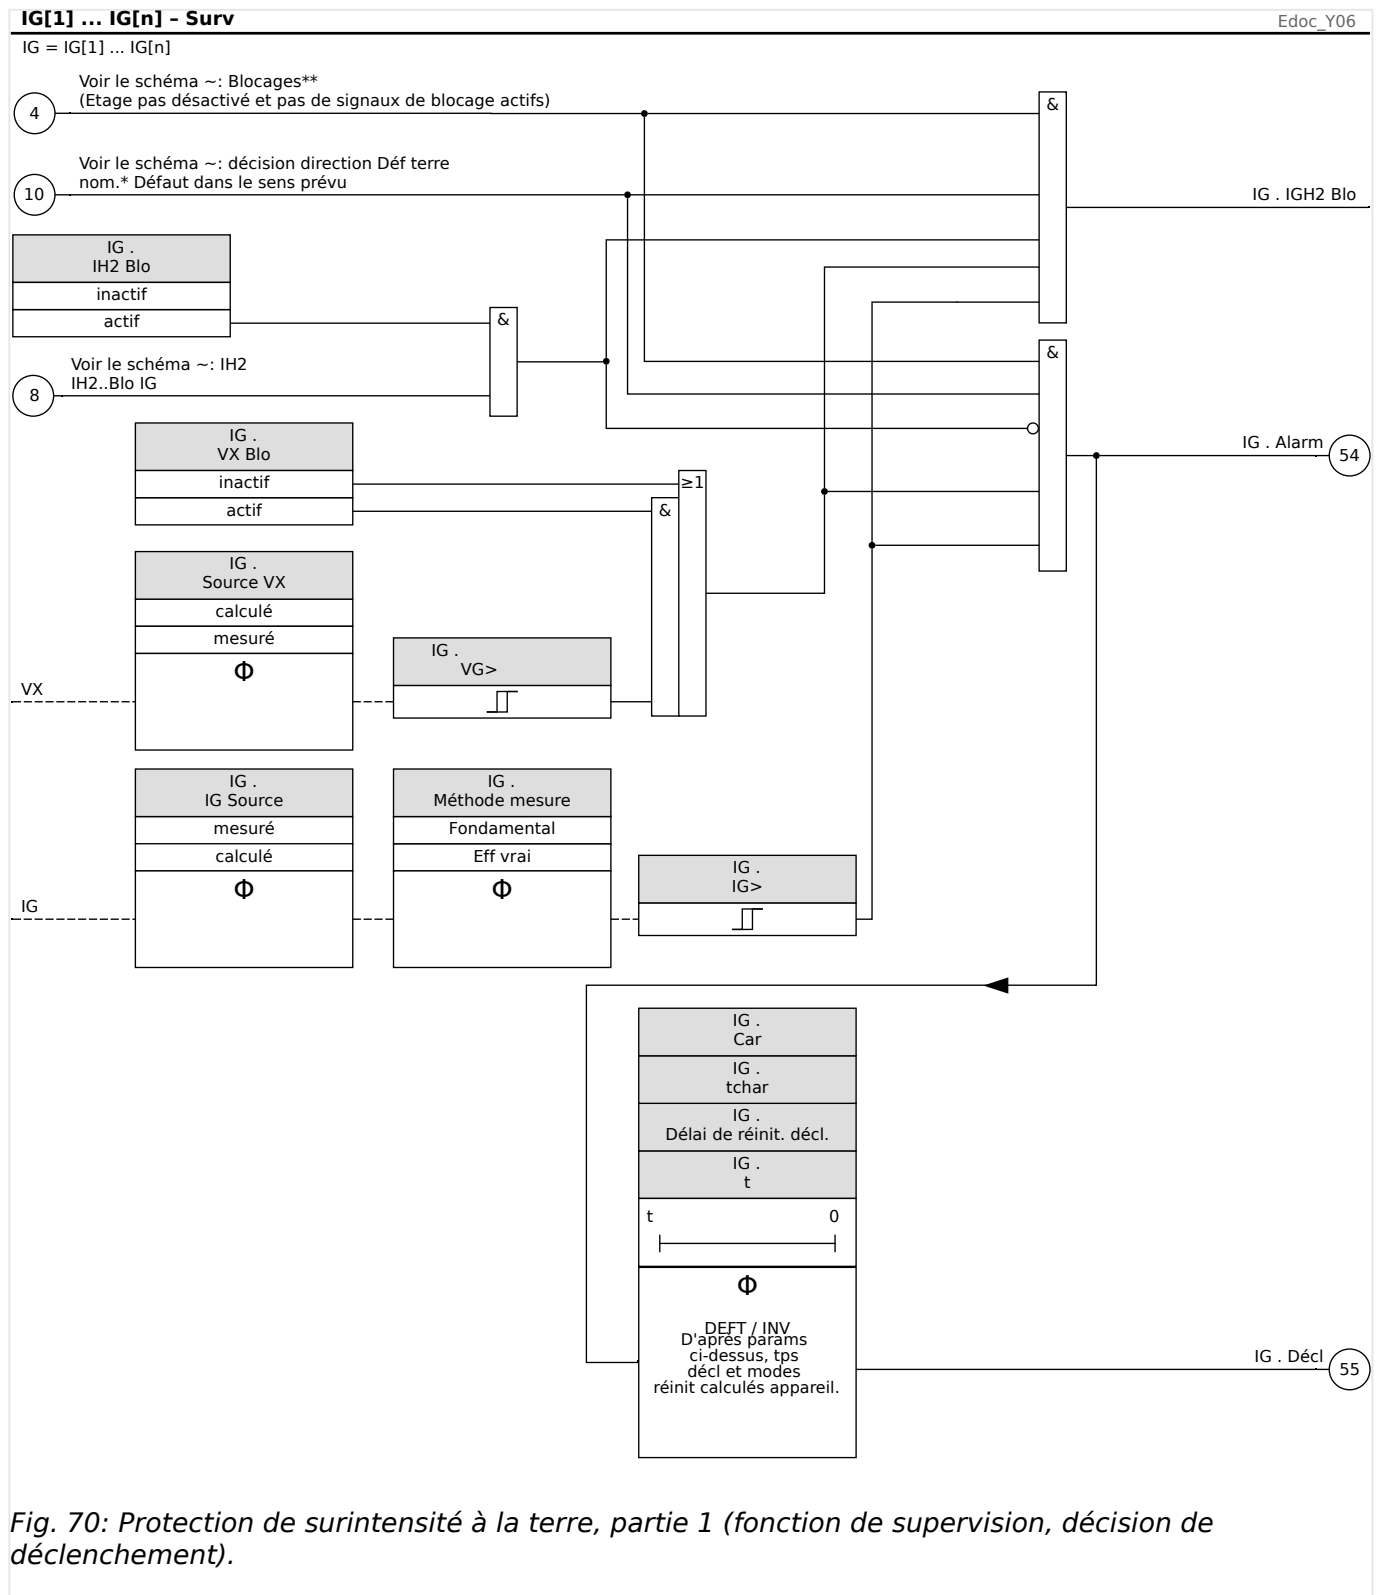 IG[1] ... IG[n] – Surv
Edoc_Y06
IG = IG[1] ... IG[n]
Voir le schéma ~: Blocages**
(Etage pas désactivé et pas de signaux de blocage actifs)
4
&
Voir le schéma ~: décision direction Déf terre
nom.* Défaut dans le sens prévu
10
IG . IGH2 Blo
IG .
IH2 Blo
inactif
actif
&
Voir le schéma ~: IH2
IH2..Blo IG
8
&
IG .
VX Blo
inactif
actif
≥1
&
IG . Alarm
54
IG .
Source VX
calculé
mesuré
Φ
VX
IG .
VG>
IG .
IG Source
mesuré
calculé
Φ
IG
IG .
Méthode mesure
Fondamental
Eff vrai
Φ
IG .
IG>
IG .
Car
IG .
tchar
IG .
Délai de réinit. décl.
IG .
t
t
0
Φ
DEFT / INV
D'après params
ci-dessus, tps
décl et modes
réinit calculés appareil.
IG . Décl
55
Fig. 70: Protection de surintensité à la terre, partie 1 (fonction de supervision, décision de
déclenchement).